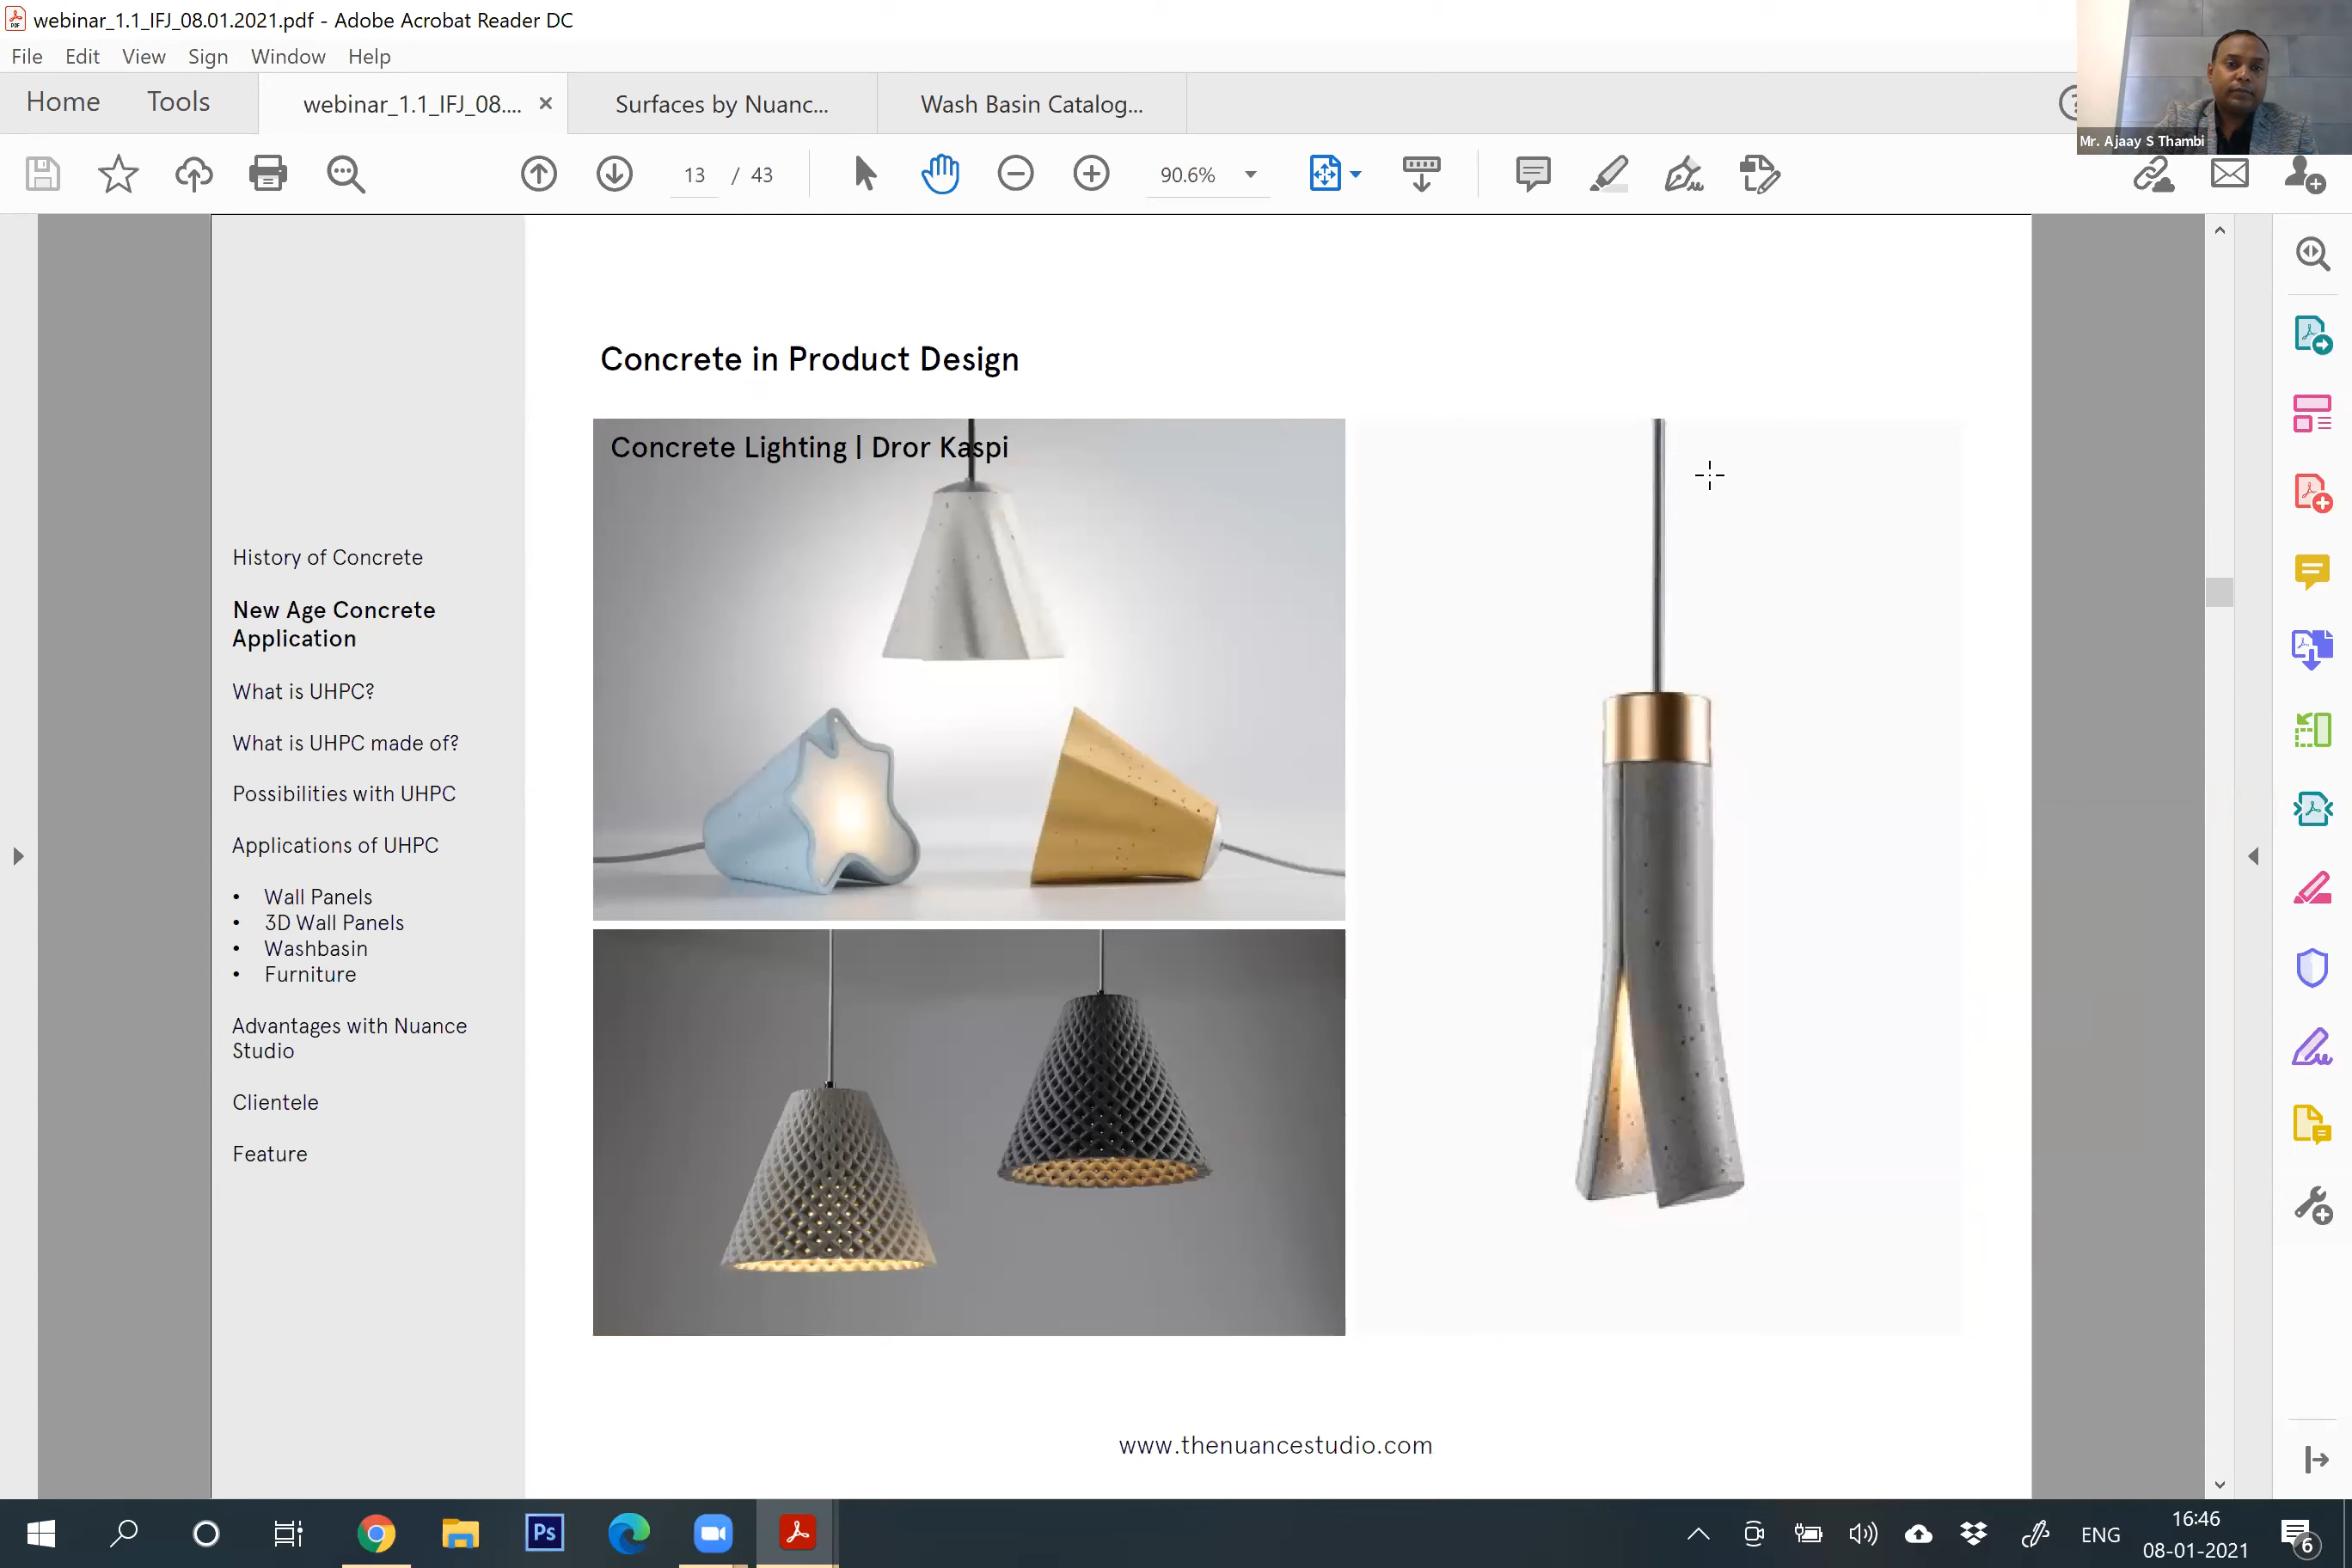 webinar_1.1_IFJ_08.01.2021.pdf - Adobe Acrobat Reader DC
File Edit View Sign Window Help
Home Tools webinar_1.1_IFJ_08.... Surfaces by Nuanc... Wash Basin Catalog...
Mr. Ajaay S Thambi
13 / 43 90.6%
Concrete in Product Design
Concrete Lighting | Dror Kaspi
History of Concrete
New Age Concrete
Application
What is UHPC?
What is UHPC made of?
Possibilities with UHPC
Applications of UHPC
• Wall Panels
• 3D Wall Panels
• Washbasin
• Furniture
Advantages with Nuance
Studio
Clientele
Feature
www.thenuancestudio.com
Ps
ENG
16:46
08-01-2021
6